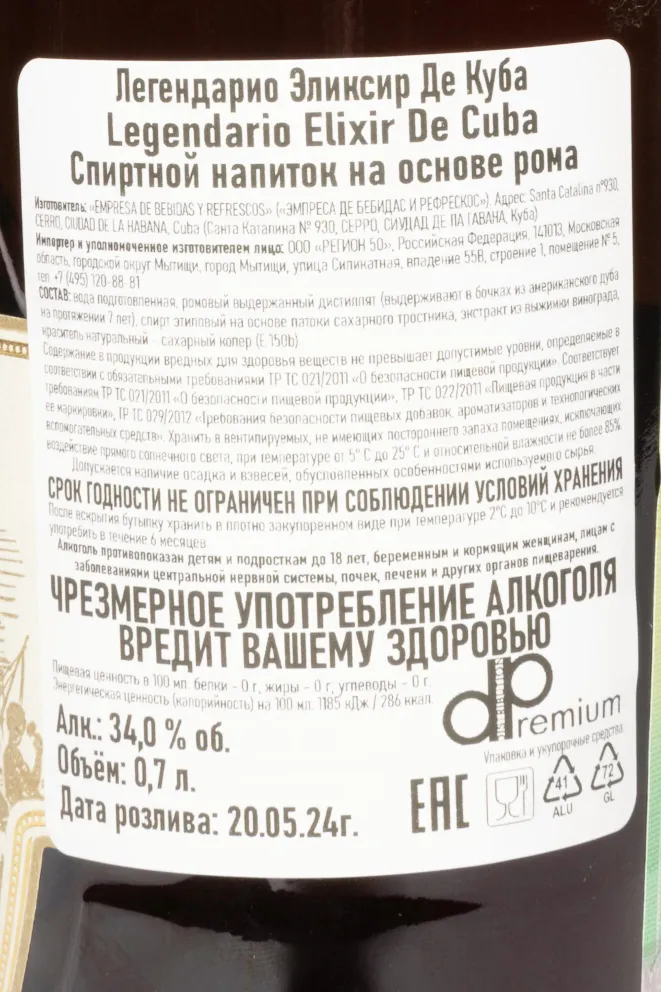 Легендарио Эликсир Де Куба
Legendario Elixir De Cuba
Спиртной напиток на основе рома
Изготовитель: «EMPRESA DE BEBIDAS Y REFRESCOS» («ЭМПРЕСА ДЕ БЕБИДАС И РЕФРЕСКОС»). Адрес: Santa Catalina n°930,
CERRO, CIUDAD DE LA HABANA, Cuba (Санта Каталина № 930, СЕРРО, СИУДАД ДЕ ЛА ГАВАНА, Куба)
Импортер и уполномоченное изготовителем лицо: ООО «РЕГИОН 50», Российская Федерация, 141013, Московская
область, городской округ Мытищи, город Мытищи, улица Силикатная, владение 55В, строение 1, помещение № 5,
тел. +7 (495) 120-88-81
СОСТАВ: вода подготовленная, ромовый выдержанный дистиллят (выдерживают в бочках из американского дуба
на протяжении 7 лет), спирт этиловый на основе патоки сахарного тростника, экстракт из выжимки винограда,
краситель натуральный - сахарный колер (Е 150b)
Содержание в продукции вредных для здоровья веществ не превышает допустимые уровни, определяемые в
соответствии с обязательными требованиями ТР ТС 021/2011 «О безопасности пищевой продукции». Соответствует
требованиям ТР ТС 021/2011 «О безопасности пищевой продукции», ТР ТС 022/2011 «Пищевая продукция в части
ее маркировки», ТР ТС 029/2012 «Требования безопасности пищевых добавок, ароматизаторов и технологических
вспомогательных средств». Хранить в вентилируемых, не имеющих постороннего запаха помещениях, исключающих
воздействие прямого солнечного света, при температуре от 5° С до 25° С и относительной влажности не более 85%.
Допускается наличие осадка и взвесей, обусловленных особенностями используемого сырья.
СРОК ГОДНОСТИ НЕ ОГРАНИЧЕН ПРИ СОБЛЮДЕНИИ УСЛОВИЙ ХРАНЕНИЯ
После вскрытия бутылку хранить в плотно закупоренном виде при температуре 2°С до 10°С и рекомендуется
употребить в течение 6 месяцев
Алкоголь противопоказан детям и подросткам до 18 лет, беременным и кормящим женщинам, лицам с
заболеваниями центральной нервной системы, почек, печени и других органов пищеварения.
ЧРЕЗМЕРНОЕ УПОТРЕБЛЕНИЕ АЛКОГОЛЯ
ВРЕДИТ ВАШЕМУ ЗДОРОВЬЮ
Пищевая ценность в 100 мл: белки - 0 г, жиры - 0 г, углеводы - 0 г.
Энергетическая ценность (калорийность) на 100 мл: 1185 кДж / 286 ккал.
dPremium
Алк.: 34,0 % об.
Объём: 0,7 л.
Дата розлива: 20.05.24г.
Упаковка и укупорочные средства
EAC
41
ALU
72
GL